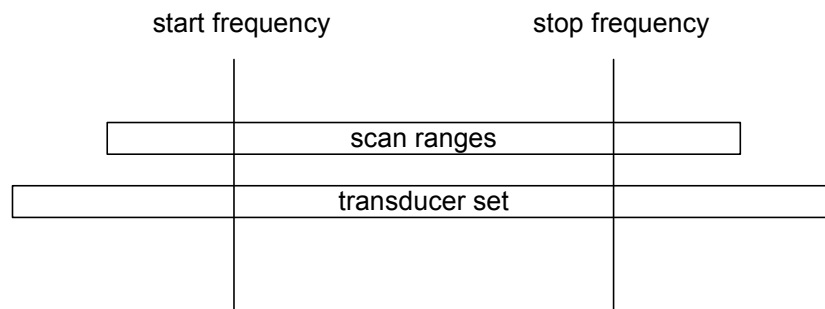 start frequency
stop frequency
scan ranges
transducer set